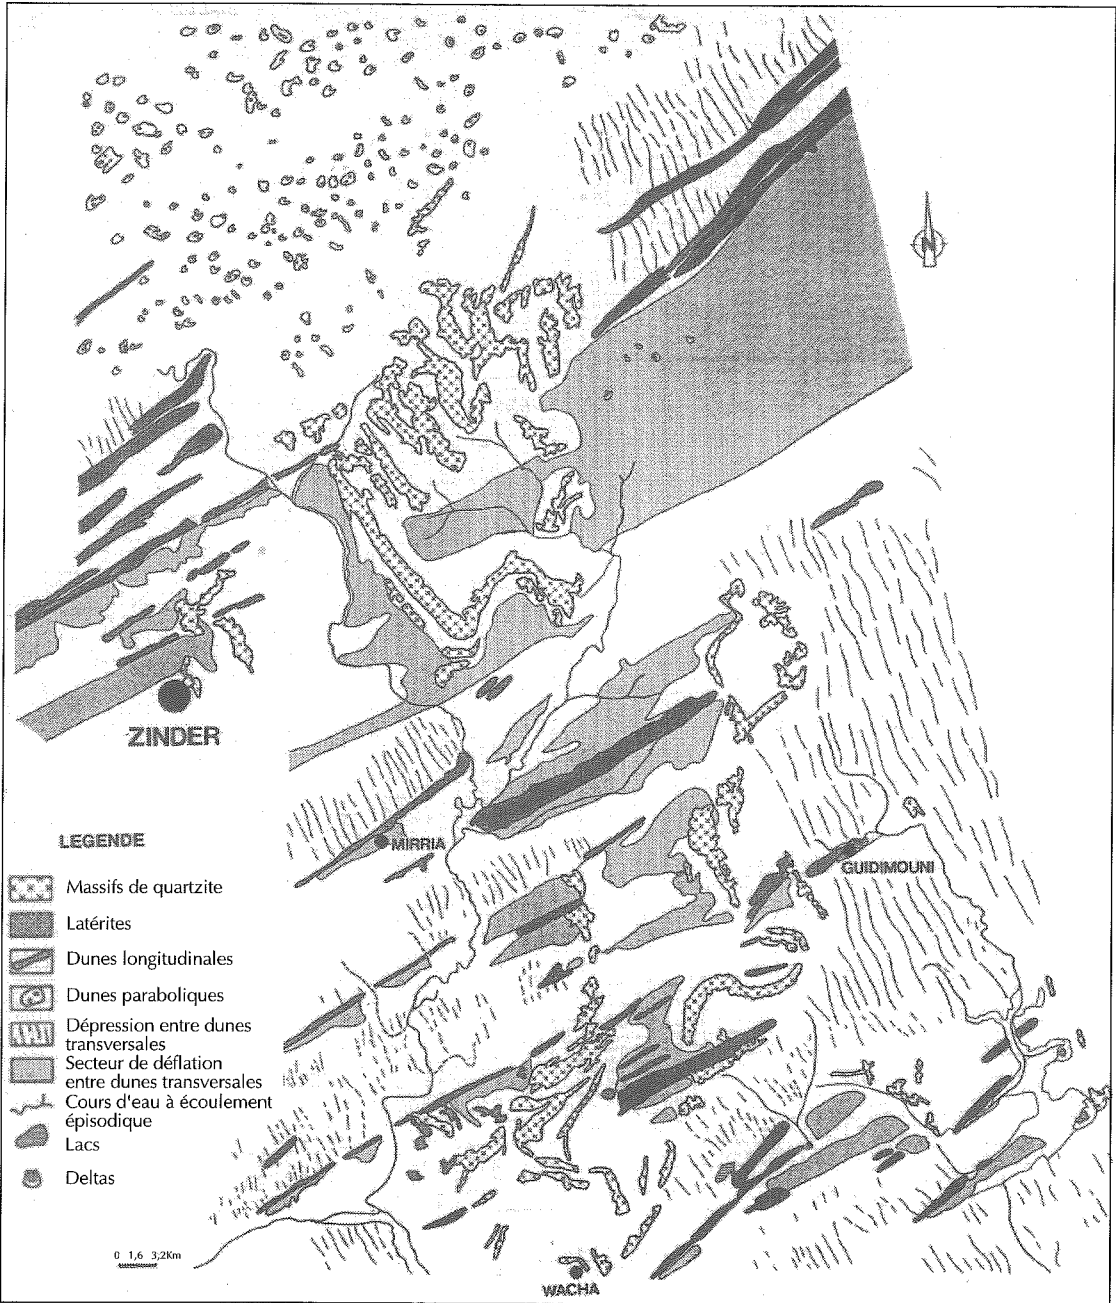 N
ZINDER
MIRRIA
GUIDIMOUNI
LEGENDE
Massifs de quartzite
Latérites
Dunes longitudinales
Dunes paraboliques
Dépression entre dunes
transversales
Secteur de déflation
entre dunes transversales
Cours d'eau à écoulement
épisodique
Lacs
Deltas
0 1,6 3,2Km
WACHA